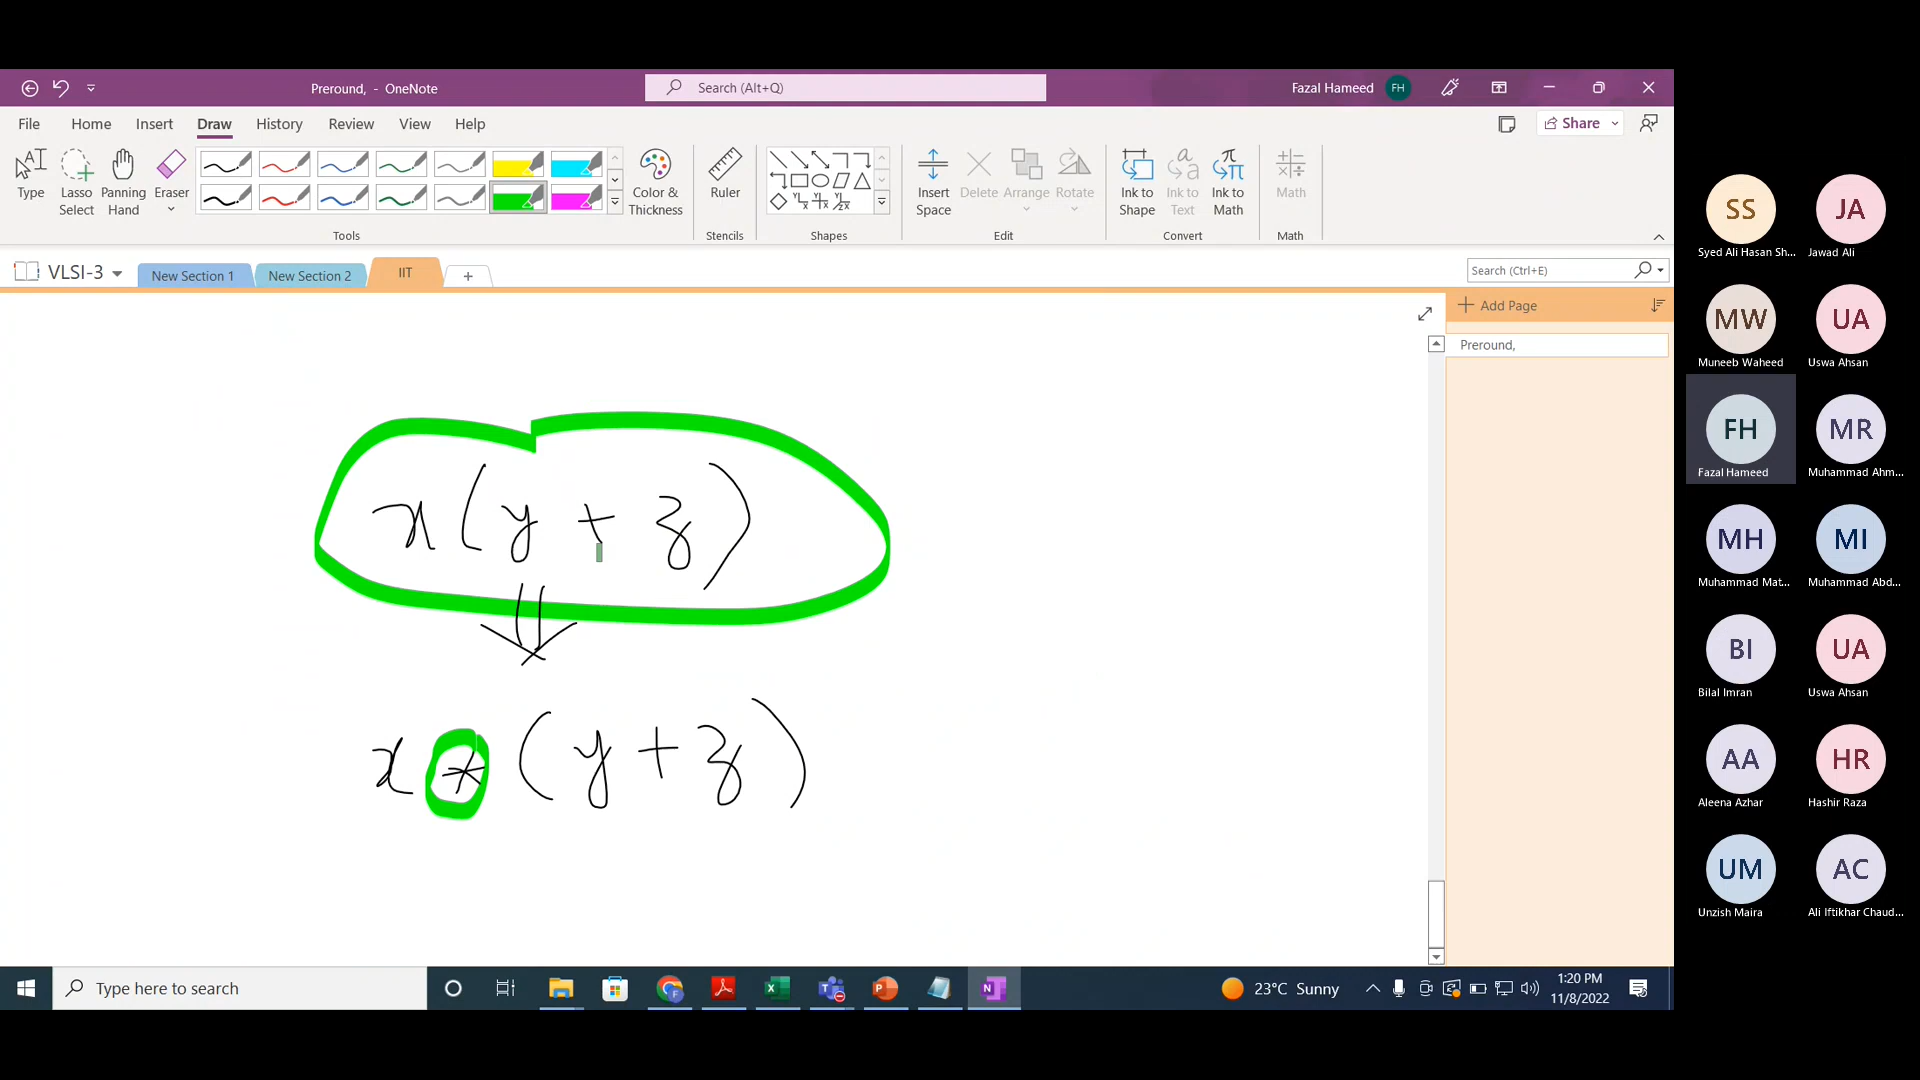 Preround, - OneNote
Search (Alt+Q)
Fazal Hameed
FH
File Home Insert Draw History Review View Help
Share
Type
Lasso Select
Panning Hand
Eraser
Color & Thickness
Ruler
Insert Space
Delete
Arrange
Rotate
Ink to Shape
Ink to Text
Ink to Math
Math
Tools
Stencils
Shapes
Edit
Convert
Math
VLSI-3
New Section 1
New Section 2
IIT
+
Search (Ctrl+E)
Add Page
Preround,
x(y + z)
x * (y + z)
SS
Syed Ali Hasan Sh...
JA
Jawad Ali
MW
Muneeb Waheed
UA
Uswa Ahsan
FH
Fazal Hameed
MR
Muhammad Ahm...
MH
Muhammad Mat...
MI
Muhammad Abd...
BI
Bilal Imran
UA
Uswa Ahsan
AA
Aleena Azhar
HR
Hashir Raza
UM
Unzish Maira
AC
Ali Iftikhar Chaud...
Type here to search
23°C Sunny
1:20 PM
11/8/2022